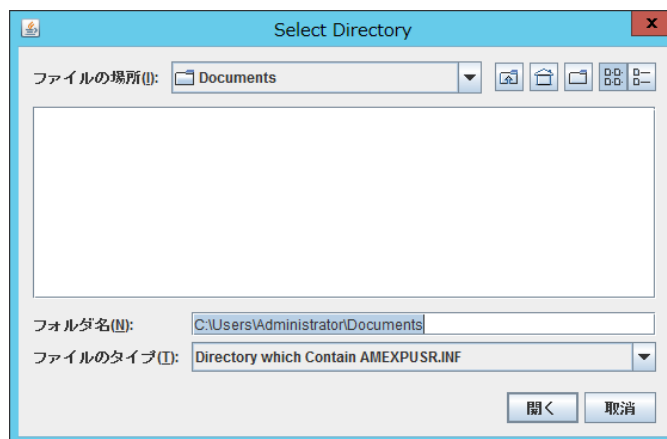 Select Directory
x
ファイルの場所(I): Documents
フォルダ名(N): C:\Users\Administrator\Documents
ファイルのタイプ(T): Directory which Contain AMEXPUSR.INF
開く 取消